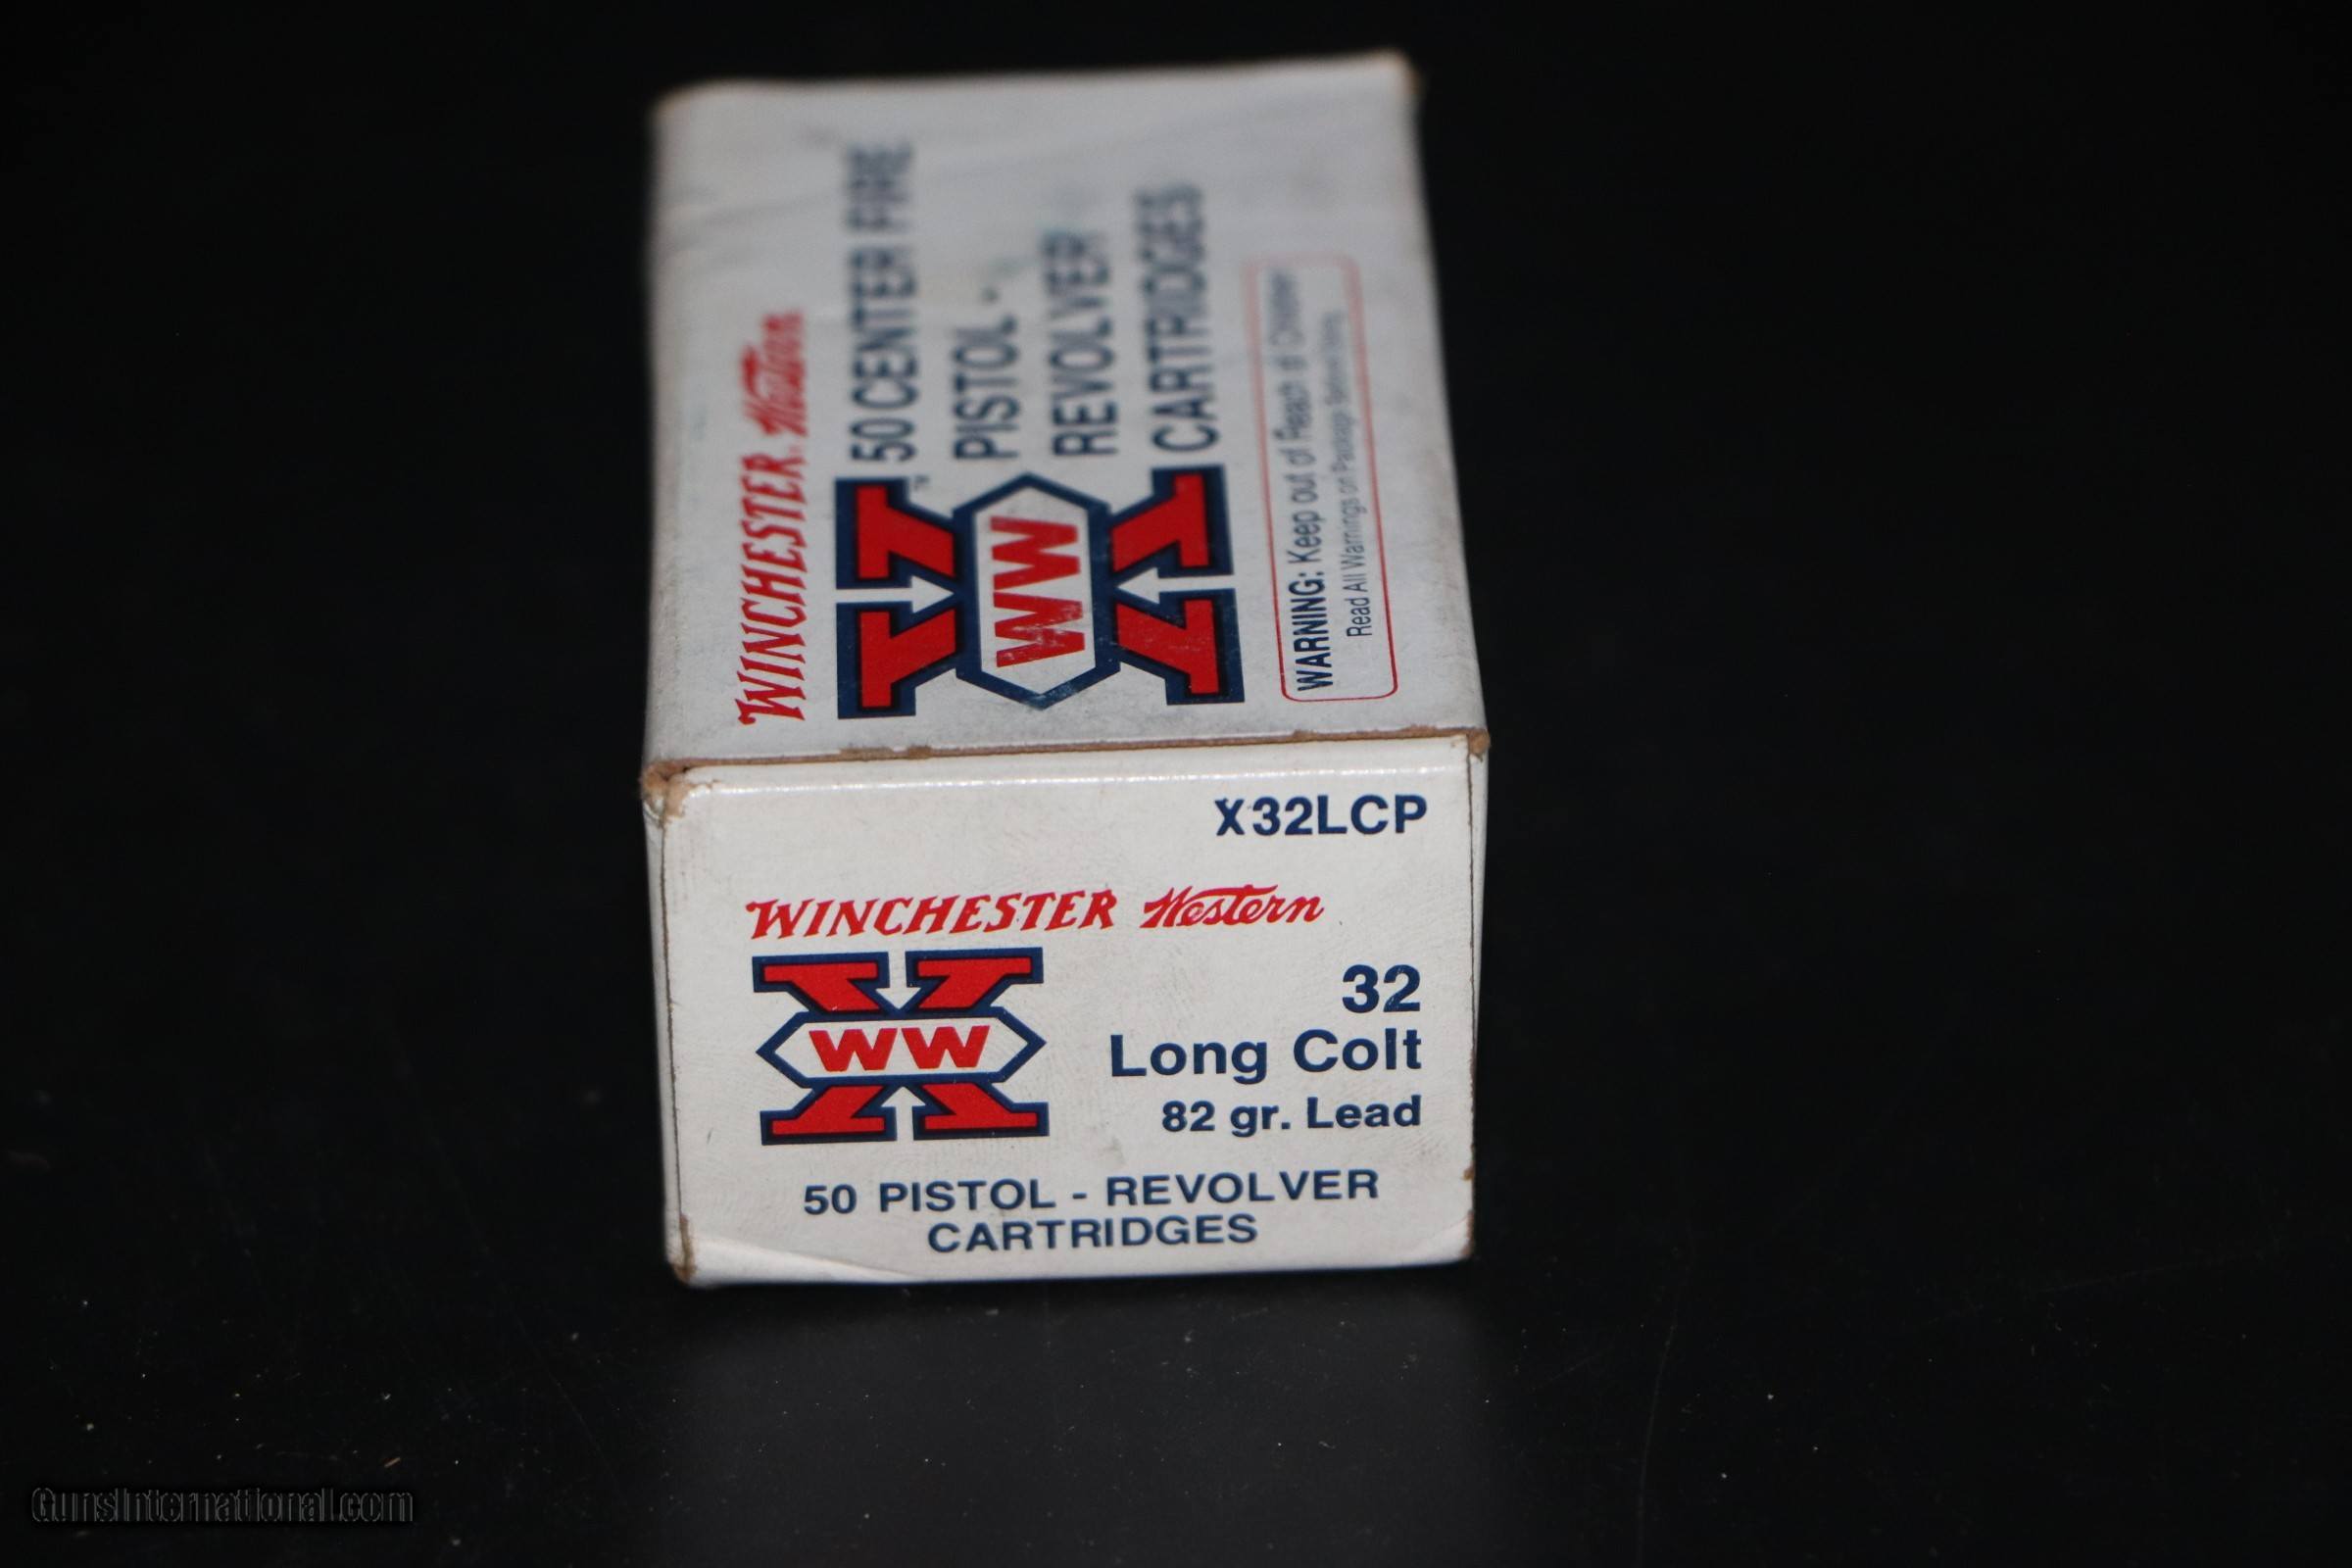 WINCHESTER® Western
50 CENTER FIRE
PISTOL -
REVOLVER
CARTRIDGES
X™
WW
WARNING: Keep out of Reach of Children
Read All Warnings on Package Before Using
X32LCP
WINCHESTER Western
X
WW
32
Long Colt
82 gr. Lead
50 PISTOL - REVOLVER
CARTRIDGES
GunsInternational.com